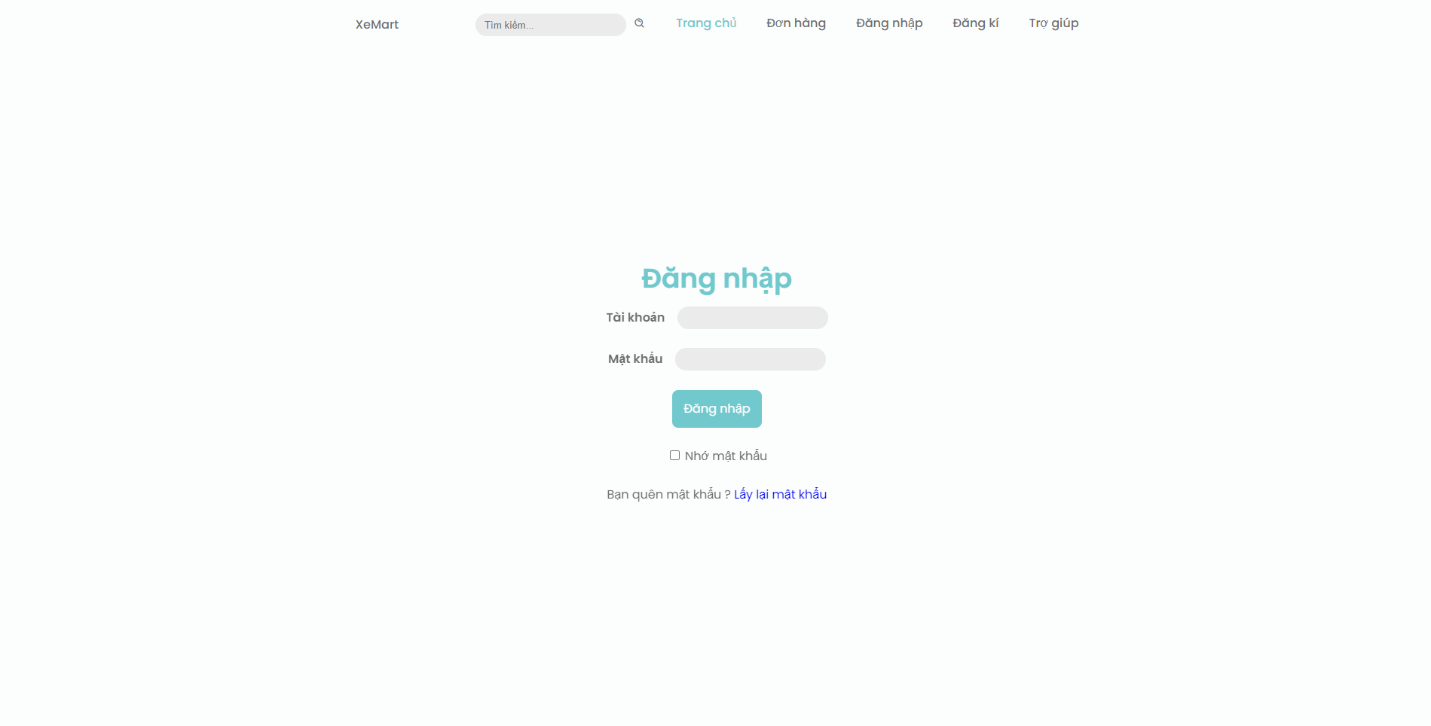 XeMart
Tìm kiếm...
Trang chủ
Đơn hàng
Đăng nhập
Đăng kí
Trợ giúp
Đăng nhập
Tài khoản
Mật khẩu
Đăng nhập
Nhớ mật khẩu
Bạn quên mật khẩu ? Lấy lại mật khẩu